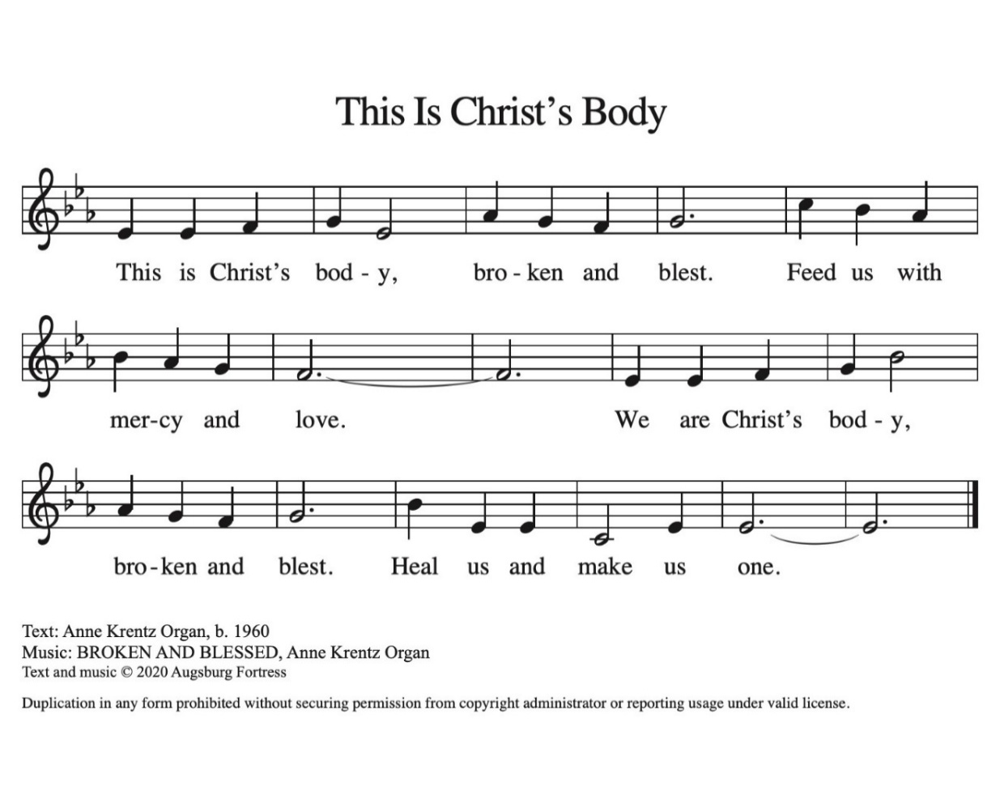 This Is Christ's Body
This is Christ's bod - y, bro - ken and blest. Feed us with
mer-cy and love. We are Christ's bod - y,
bro-ken and blest. Heal us and make us one.
Text: Anne Krentz Organ, b. 1960
Music: BROKEN AND BLESSED, Anne Krentz Organ
Text and music © 2020 Augsburg Fortress
Duplication in any form prohibited without securing permission from copyright administrator or reporting usage under valid license.